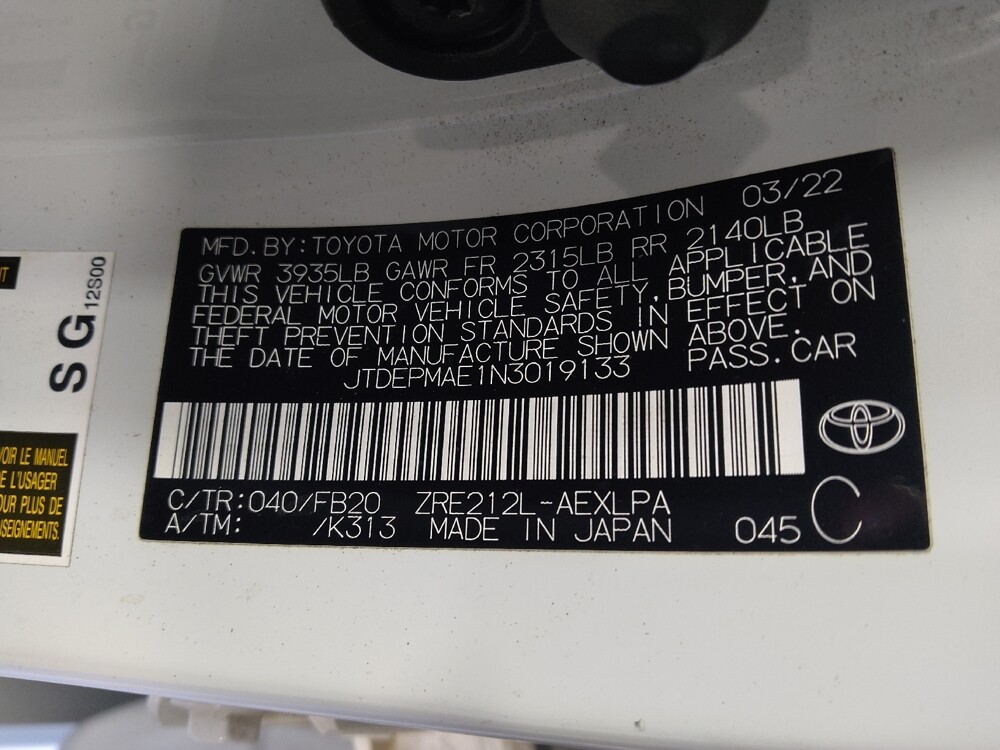 MFD. BY: TOYOTA MOTOR CORPORATION 03/22
GVWR 3935LB GAWR FR 2315LB RR 2140LB
THIS VEHICLE CONFORMS TO ALL APPLICABLE
FEDERAL MOTOR VEHICLE SAFETY, BUMPER, AND
THEFT PREVENTION STANDARDS IN EFFECT ON
THE DATE OF MANUFACTURE SHOWN ABOVE.
JTDEPMAE1N3019133 PASS. CAR
C/TR: 040/FB20 ZRE212L-AEXLPA
A/TM: /K313 MADE IN JAPAN 045 C
SG 12S00
VOIR LE MANUEL
L'USAGER
PLUS DE